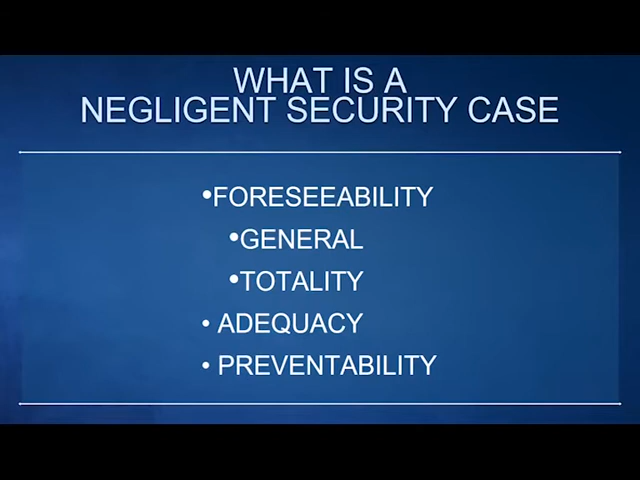 WHAT IS A
NEGLIGENT SECURITY CASE
•FORESEEABILITY
•GENERAL
•TOTALITY
• ADEQUACY
• PREVENTABILITY